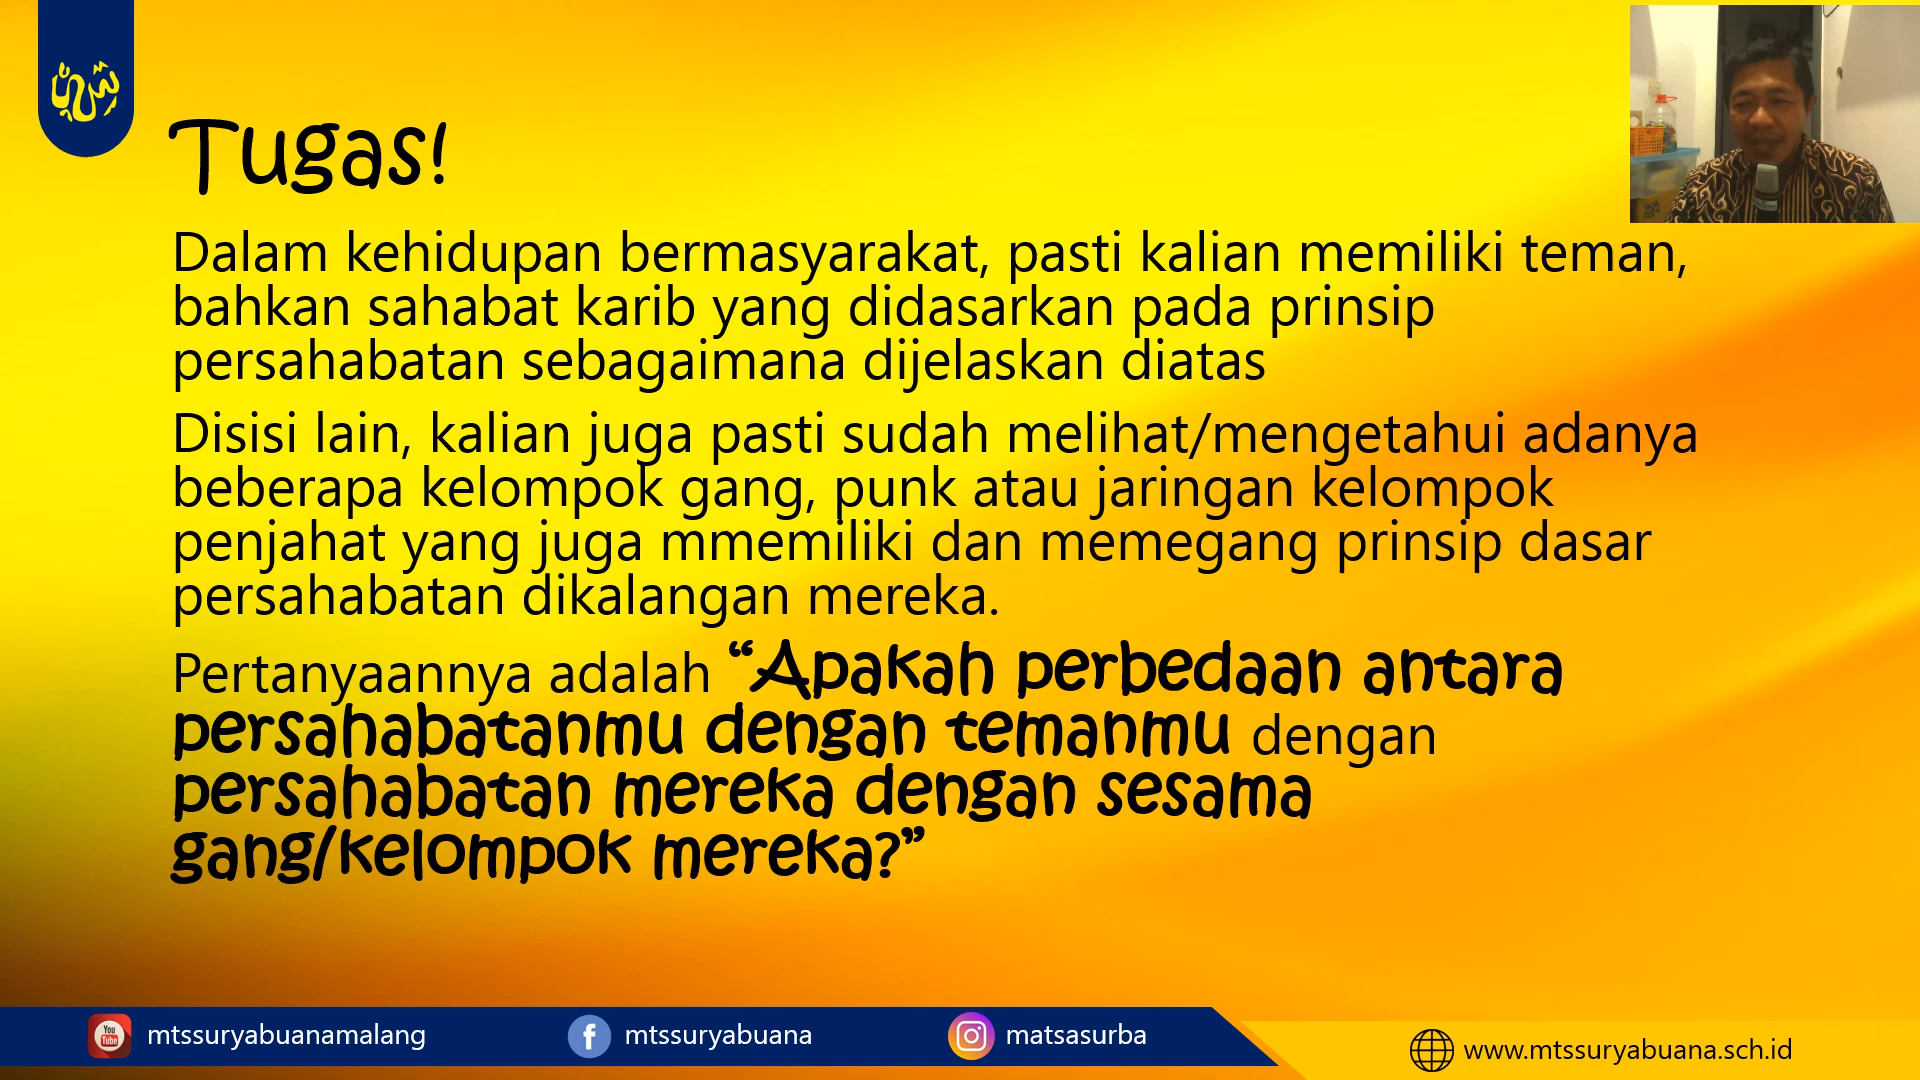 Tugas!
Dalam kehidupan bermasyarakat, pasti kalian memiliki teman,
bahkan sahabat karib yang didasarkan pada prinsip
persahabatan sebagaimana dijelaskan diatas
Disisi lain, kalian juga pasti sudah melihat/mengetahui adanya
beberapa kelompok gang, punk atau jaringan kelompok
penjahat yang juga mmemiliki dan memegang prinsip dasar
persahabatan dikalangan mereka.
Pertanyaannya adalah “Apakah perbedaan antara
persahabatanmu dengan temanmu dengan
persahabatan mereka dengan sesama
gang/kelompok mereka?”
You
Tube
mtssuryabuanamalang
mtssuryabuana
matsasurba
www.mtssuryabuana.sch.id